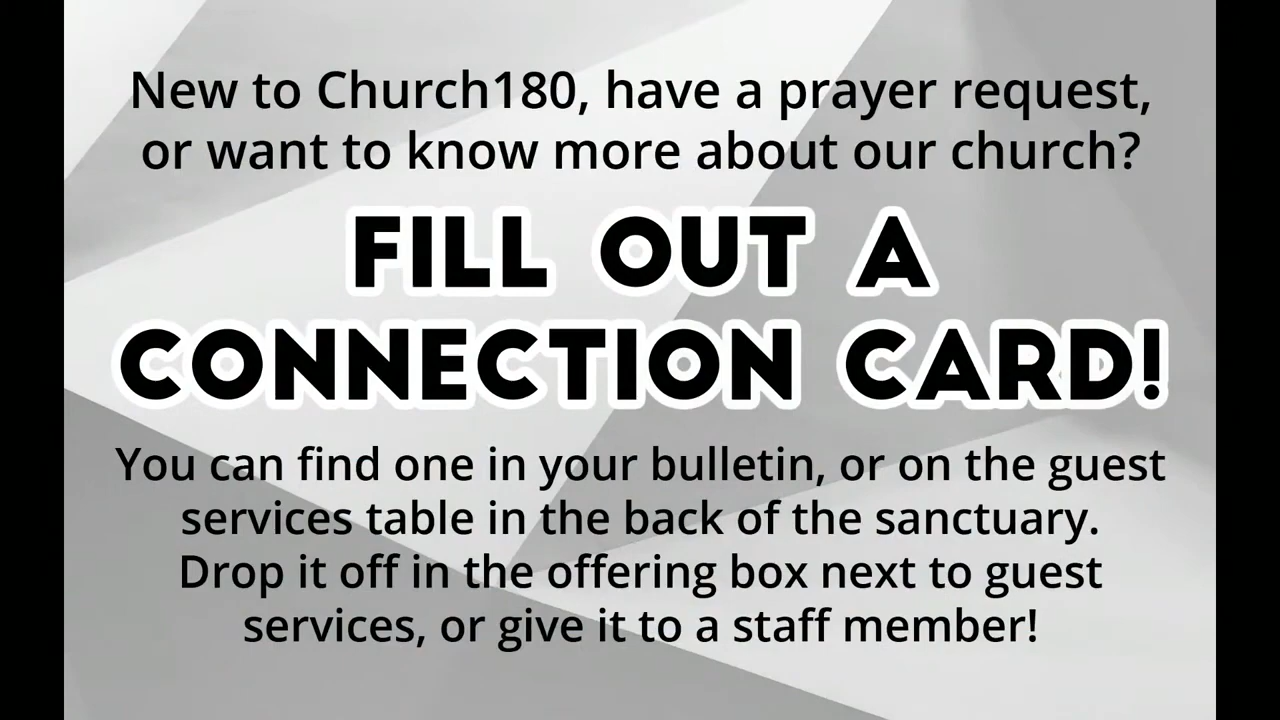 New to Church180, have a prayer request,
or want to know more about our church?
FILL OUT A
CONNECTION CARD!
You can find one in your bulletin, or on the guest
services table in the back of the sanctuary.
Drop it off in the offering box next to guest
services, or give it to a staff member!